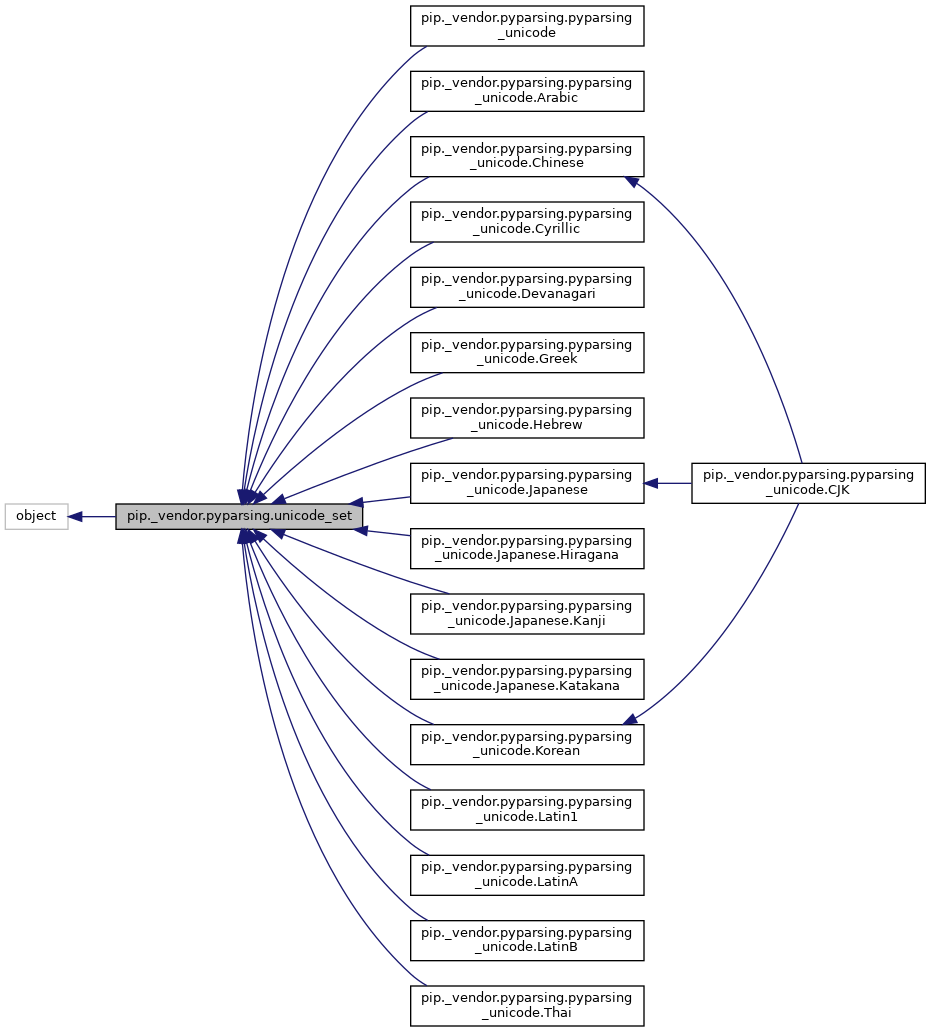 pip._vendor.pyparsing.pyparsing
_unicode
pip._vendor.pyparsing.pyparsing
_unicode.Arabic
pip._vendor.pyparsing.pyparsing
_unicode.Chinese
pip._vendor.pyparsing.pyparsing
_unicode.Cyrillic
pip._vendor.pyparsing.pyparsing
_unicode.Devanagari
pip._vendor.pyparsing.pyparsing
_unicode.Greek
pip._vendor.pyparsing.pyparsing
_unicode.Hebrew
pip._vendor.pyparsing.pyparsing
_unicode.Japanese
pip._vendor.pyparsing.pyparsing
_unicode.CJK
object
pip._vendor.pyparsing.unicode_set
pip._vendor.pyparsing.pyparsing
_unicode.Japanese.Hiragana
pip._vendor.pyparsing.pyparsing
_unicode.Japanese.Kanji
pip._vendor.pyparsing.pyparsing
_unicode.Japanese.Katakana
pip._vendor.pyparsing.pyparsing
_unicode.Korean
pip._vendor.pyparsing.pyparsing
_unicode.Latin1
pip._vendor.pyparsing.pyparsing
_unicode.LatinA
pip._vendor.pyparsing.pyparsing
_unicode.LatinB
pip._vendor.pyparsing.pyparsing
_unicode.Thai